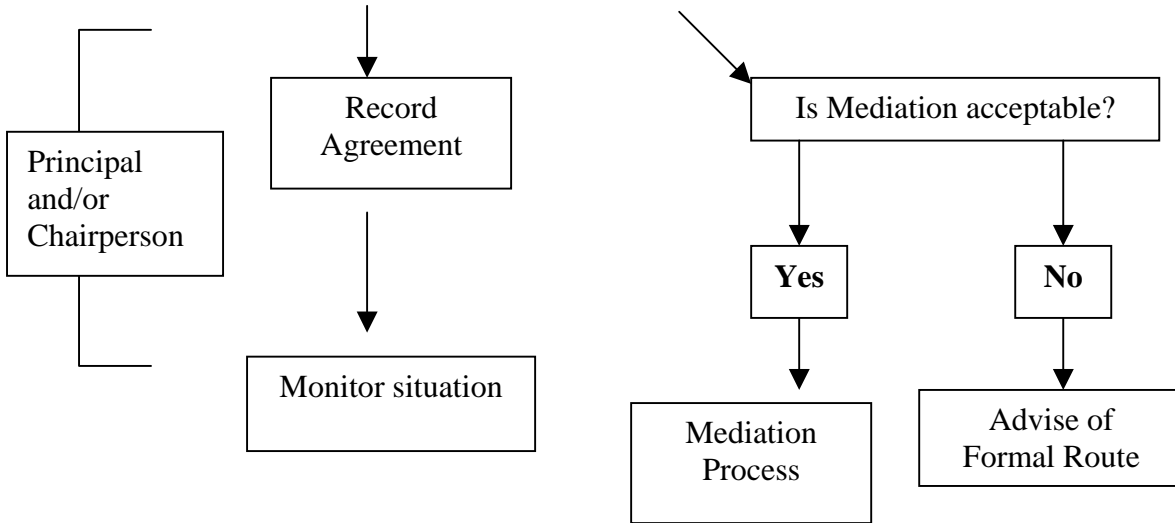 Principal
and/or
Chairperson
Record
Agreement
Monitor situation
Is Mediation acceptable?
Yes
No
Mediation
Process
Advise of
Formal Route